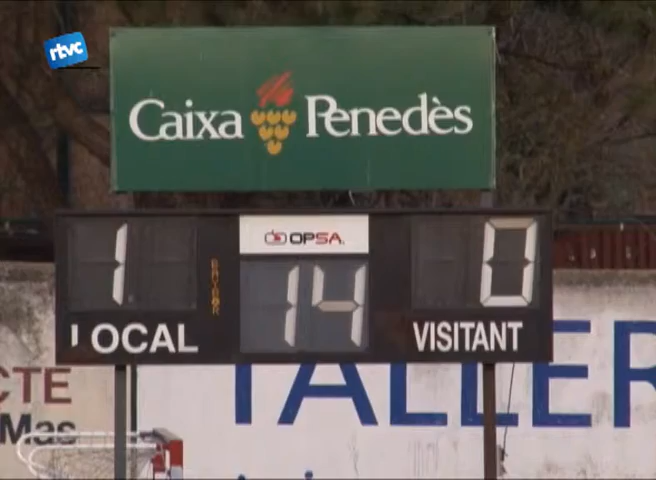 rtvc
Caixa Penedès
OPSA
1 14 0
LOCAL VISITANT
TALLER
CTE
Mas